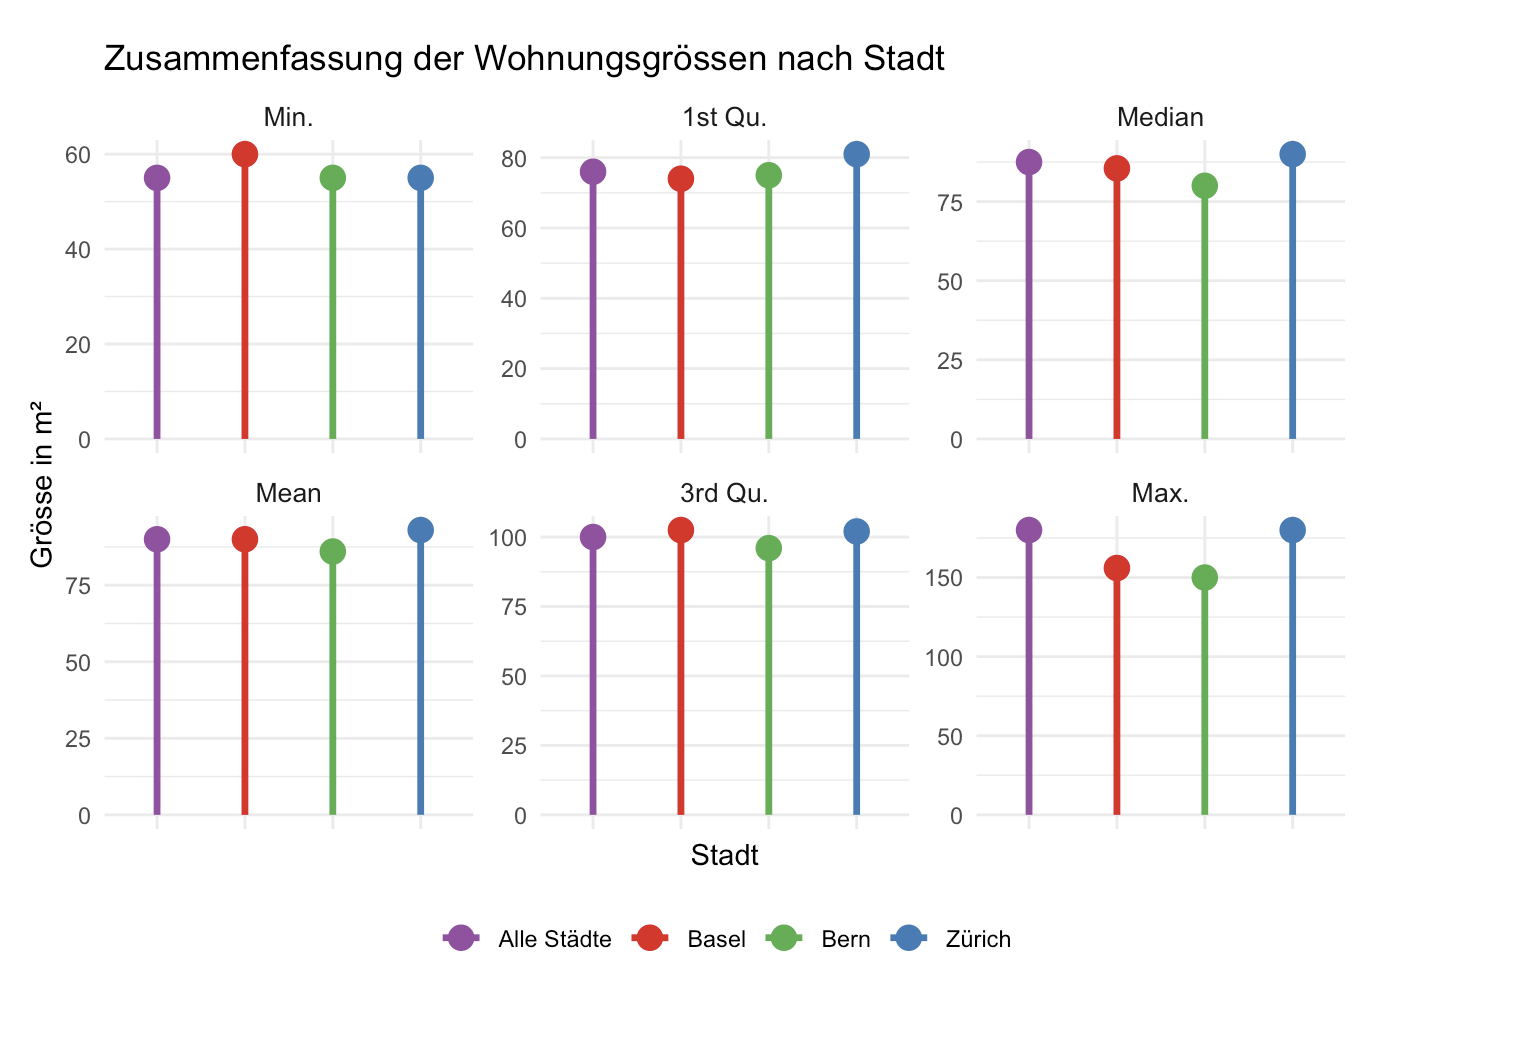 Zusammenfassung der Wohnungsgrössen nach Stadt
Min.
1st Qu.
Median
60
40
20
0
80
60
40
20
0
75
50
25
0
Grösse in m²
Mean
3rd Qu.
Max.
75
50
25
0
100
75
50
25
0
150
100
50
0
Stadt
Alle Städte Basel Bern Zürich